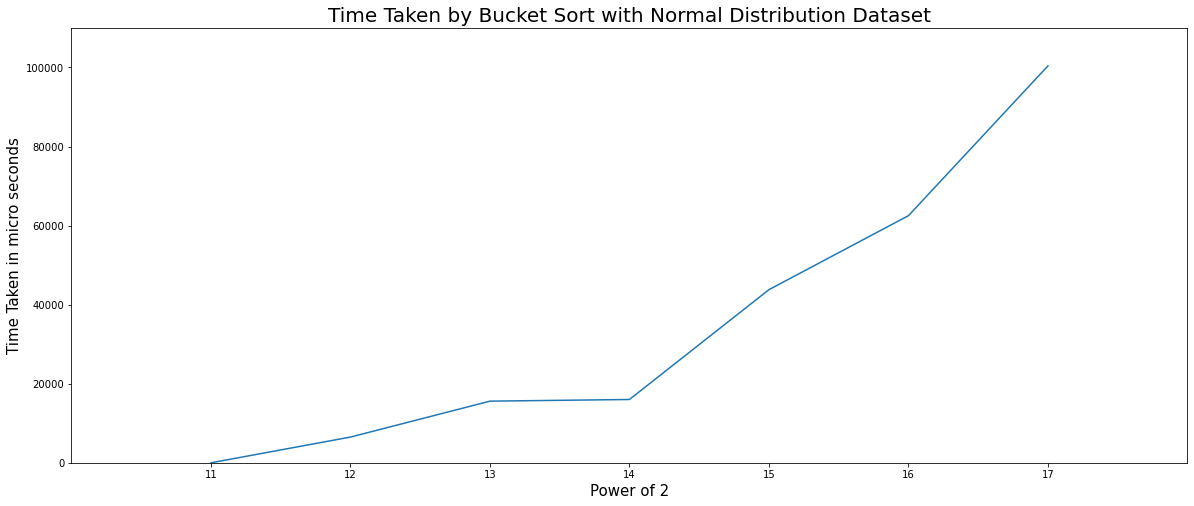 Time Taken by Bucket Sort with Normal Distribution Dataset
Time Taken in micro seconds
100000
80000
60000
40000
20000
0
11 12 13 14 15 16 17
Power of 2